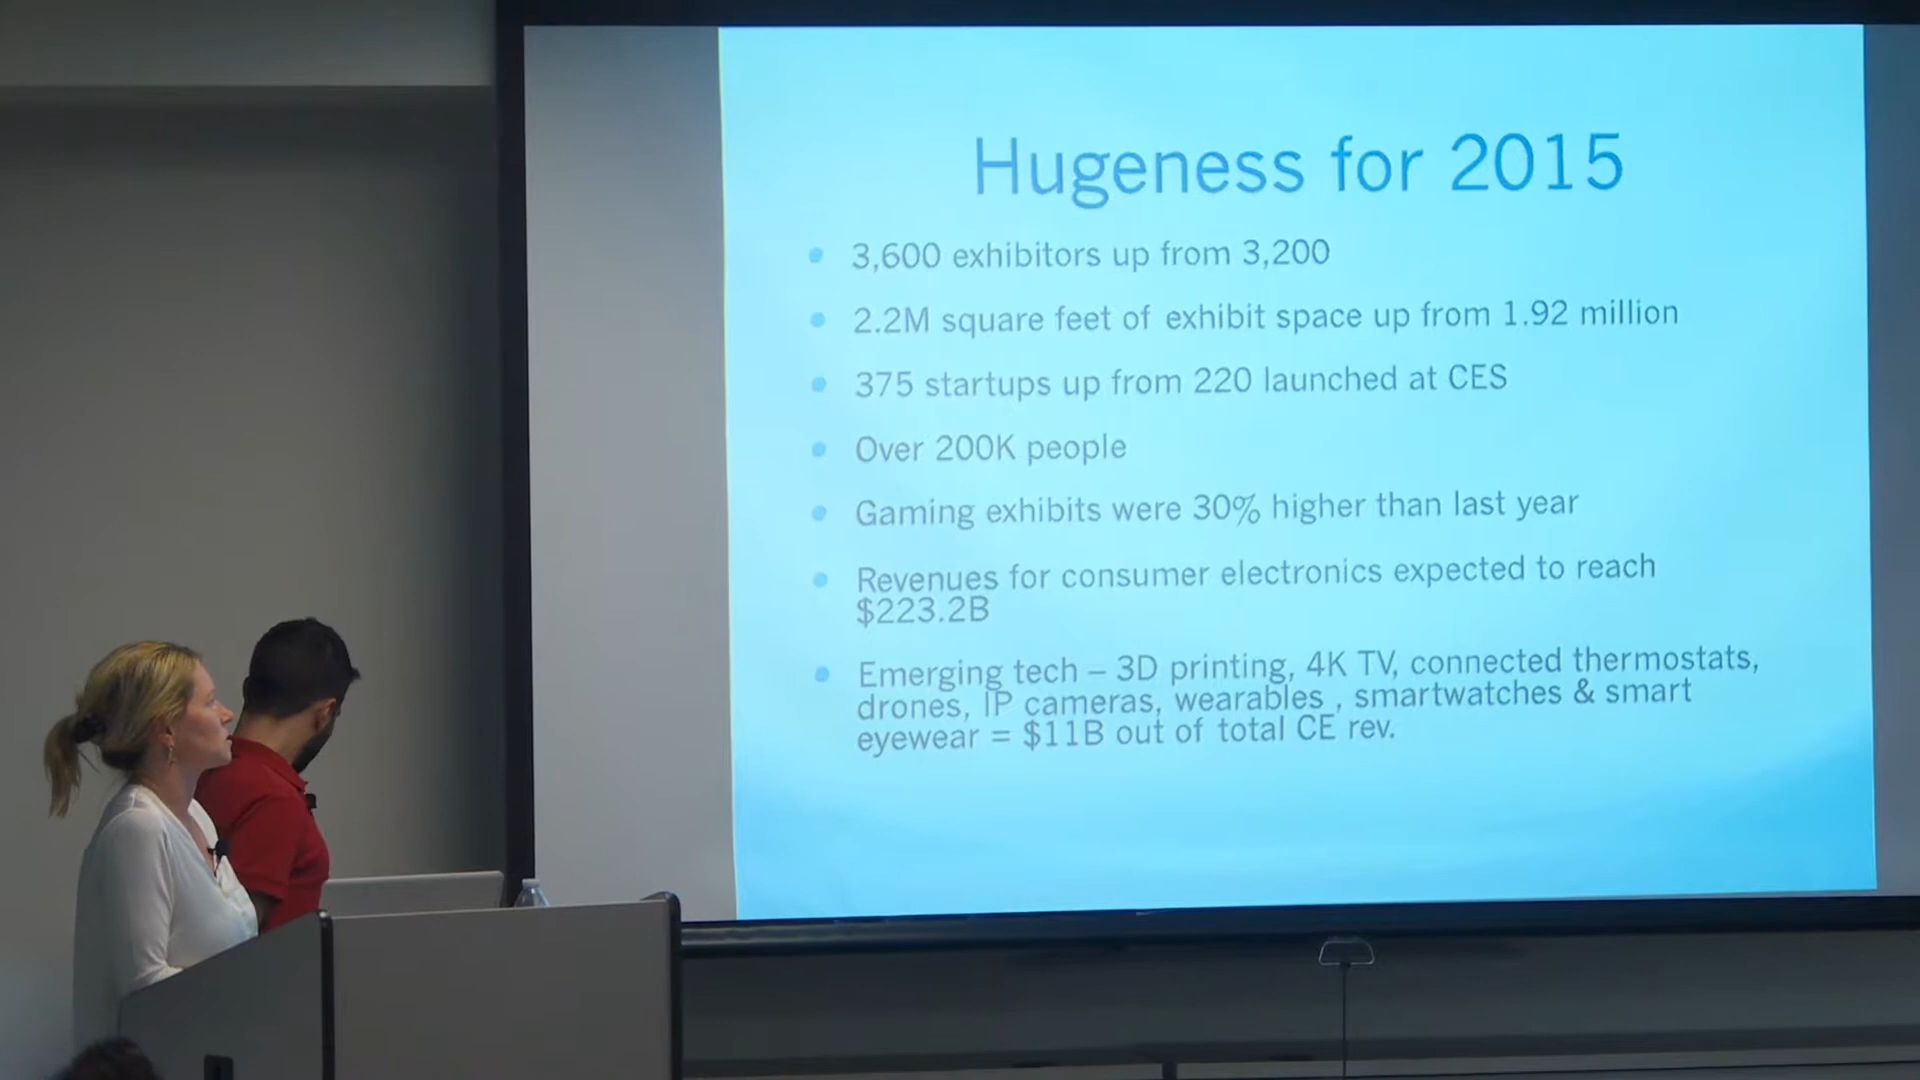 Hugeness for 2015
3,600 exhibitors up from 3,200
2.2M square feet of exhibit space up from 1.92 million
375 startups up from 220 launched at CES
Over 200K people
Gaming exhibits were 30% higher than last year
Revenues for consumer electronics expected to reach
$223.2B
Emerging tech – 3D printing, 4K TV, connected thermostats,
drones, IP cameras, wearables , smartwatches & smart
eyewear = $11B out of total CE rev.